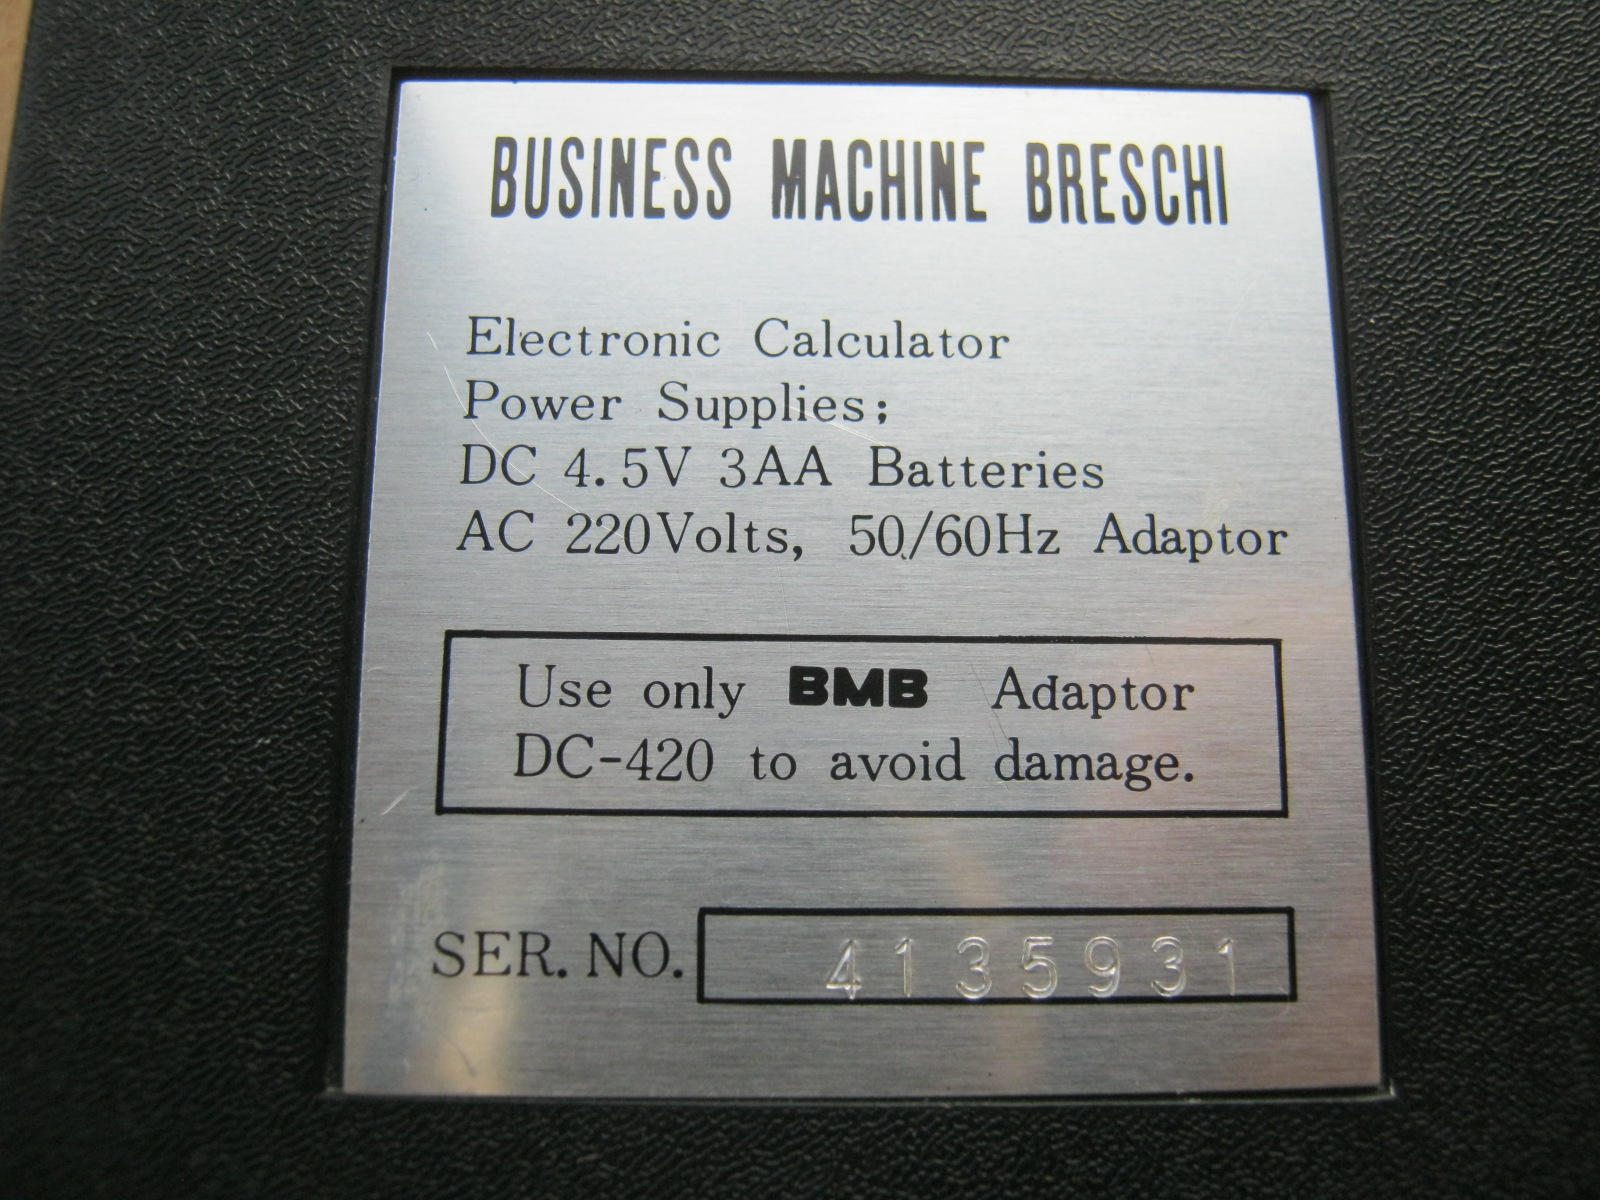 BUSINESS MACHINE BRESCHI
Electronic Calculator
Power Supplies;
DC 4.5V 3AA Batteries
AC 220Volts, 50/60Hz Adaptor
Use only BMB Adaptor
DC-420 to avoid damage.
SER. NO. 4135931